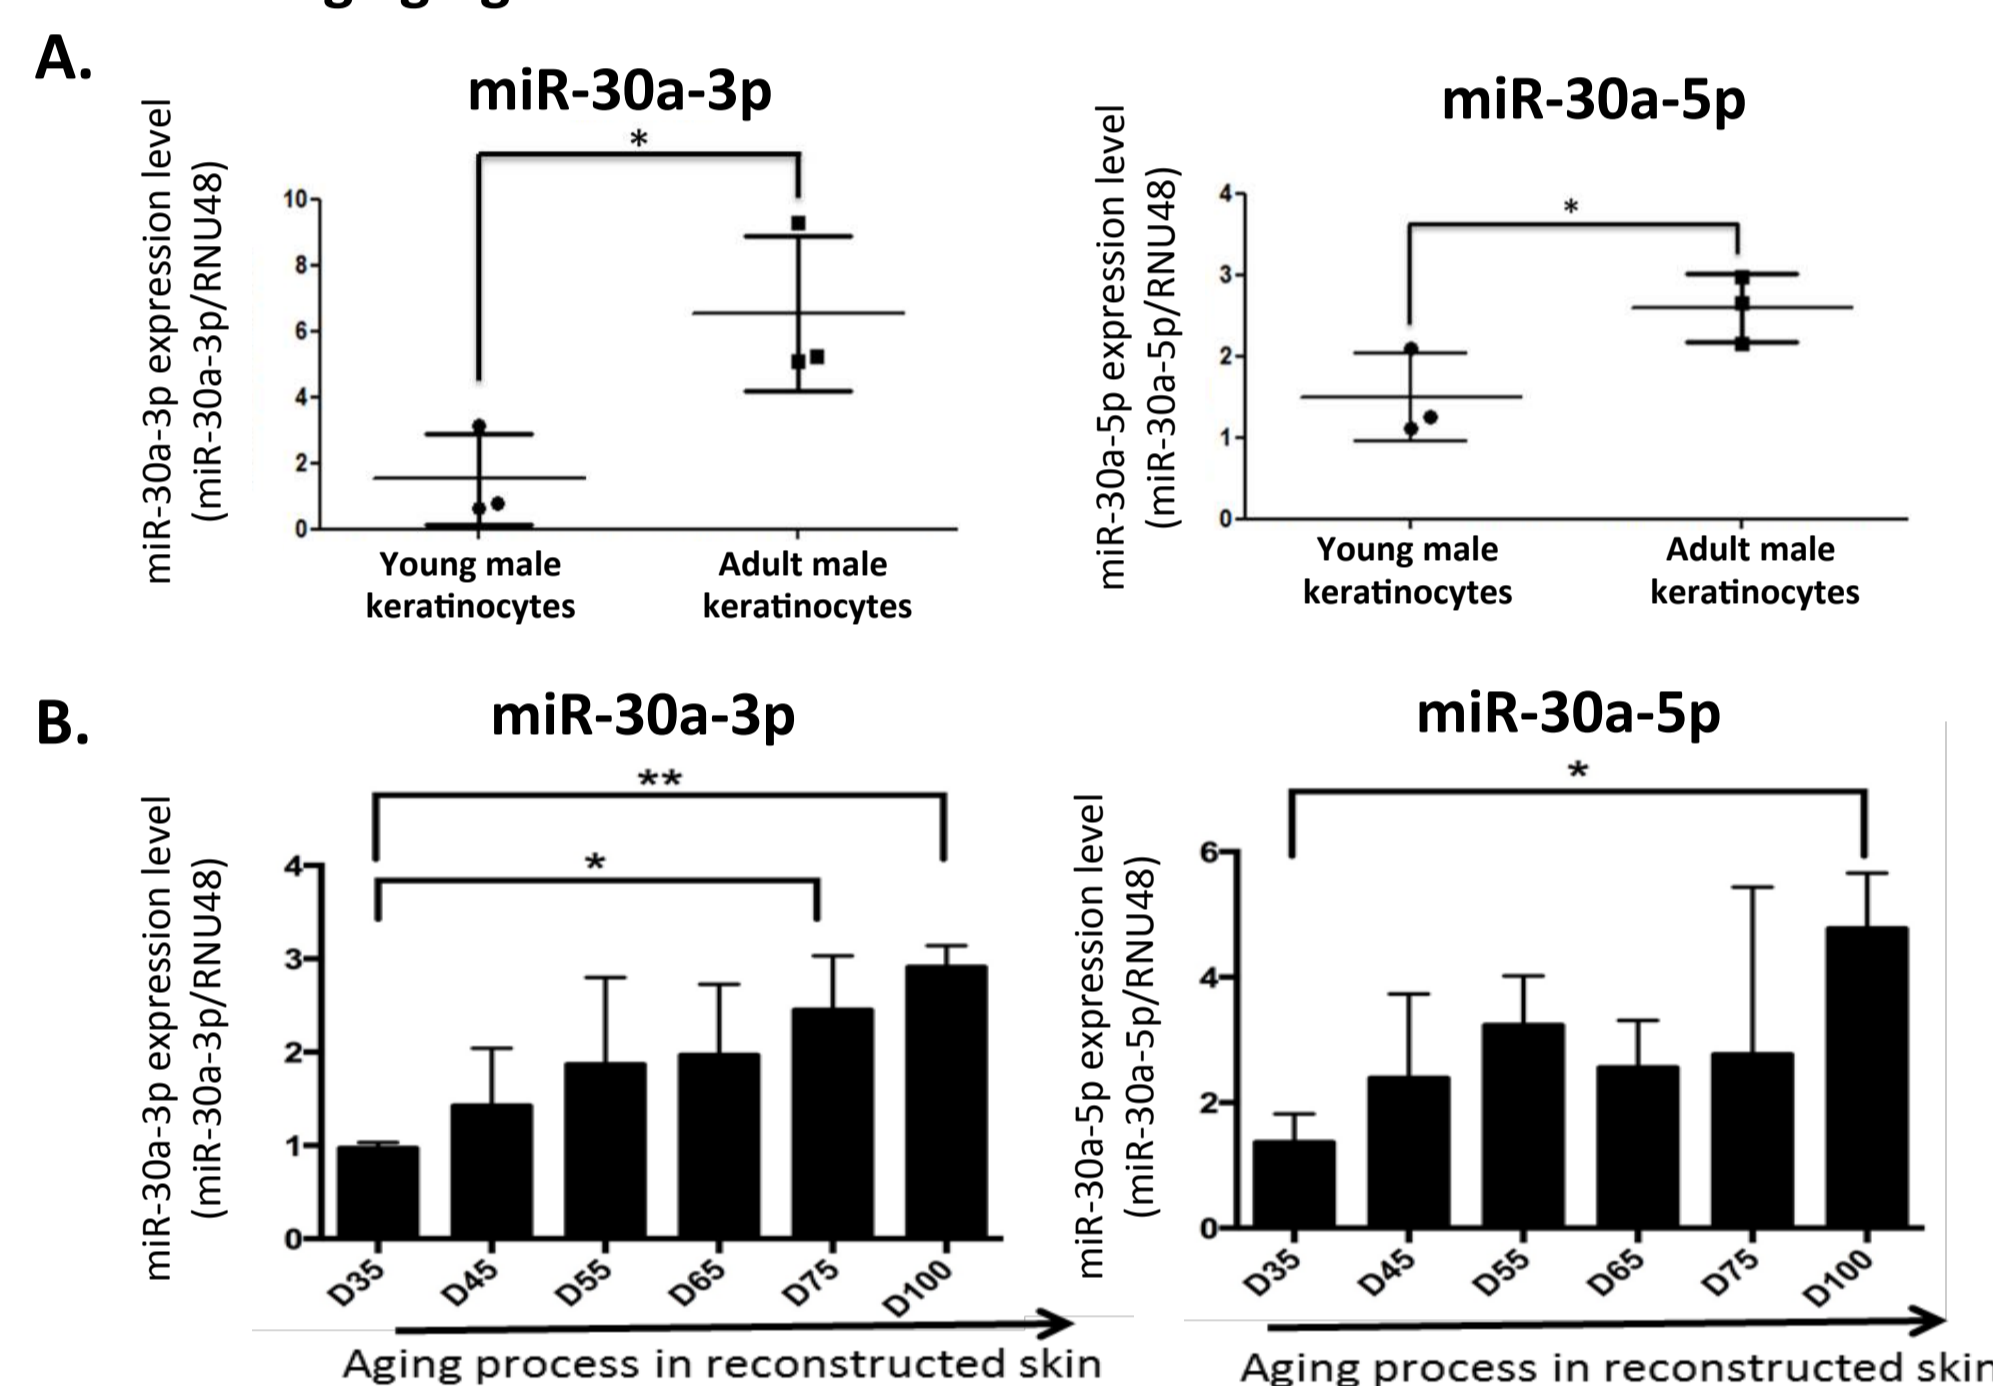 A.
miR-30a-3p
miR-30a-3p expression level
(miR-30a-3p/RNU48)
*
10
8
6
4
2
0
Young male
keratinocytes
Adult male
keratinocytes
miR-30a-5p
miR-30a-5p expression level
(miR-30a-5p/RNU48)
*
4
3
2
1
0
Young male
keratinocytes
Adult male
keratinocytes
B.
miR-30a-3p
miR-30a-3p expression level
(miR-30a-3p/RNU48)
**
*
4
3
2
1
0
D35
D45
D55
D65
D75
D100
Aging process in reconstructed skin
miR-30a-5p
miR-30a-5p expression level
(miR-30a-5p/RNU48)
*
6
4
2
0
D35
D45
D55
D65
D75
D100
Aging process in reconstructed skin